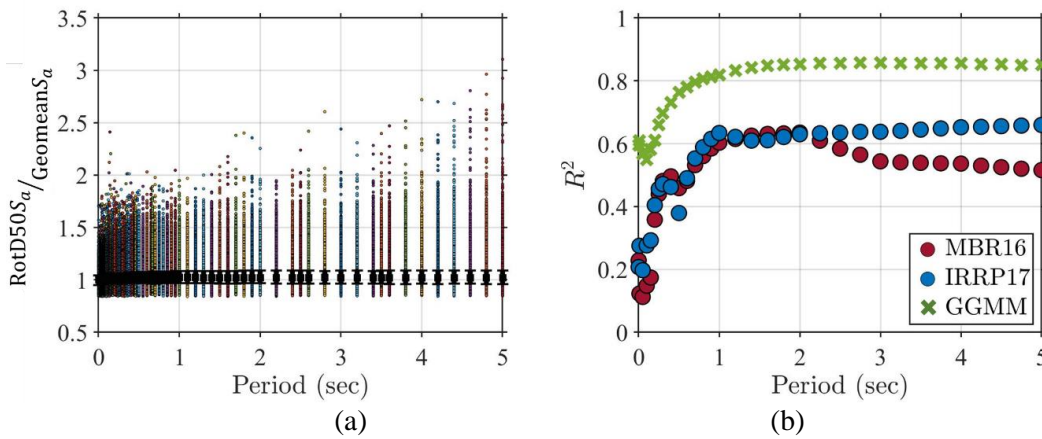 3.5
3
2.5
2
1.5
1
0.5
RotD50Sa/GeomeanSa
0 1 2 3 4 5
Period (sec)
(a)
1
0.8
0.6
0.4
0.2
0
R²
MBR16
IRRP17
GGMM
0 1 2 3 4 5
Period (sec)
(b)